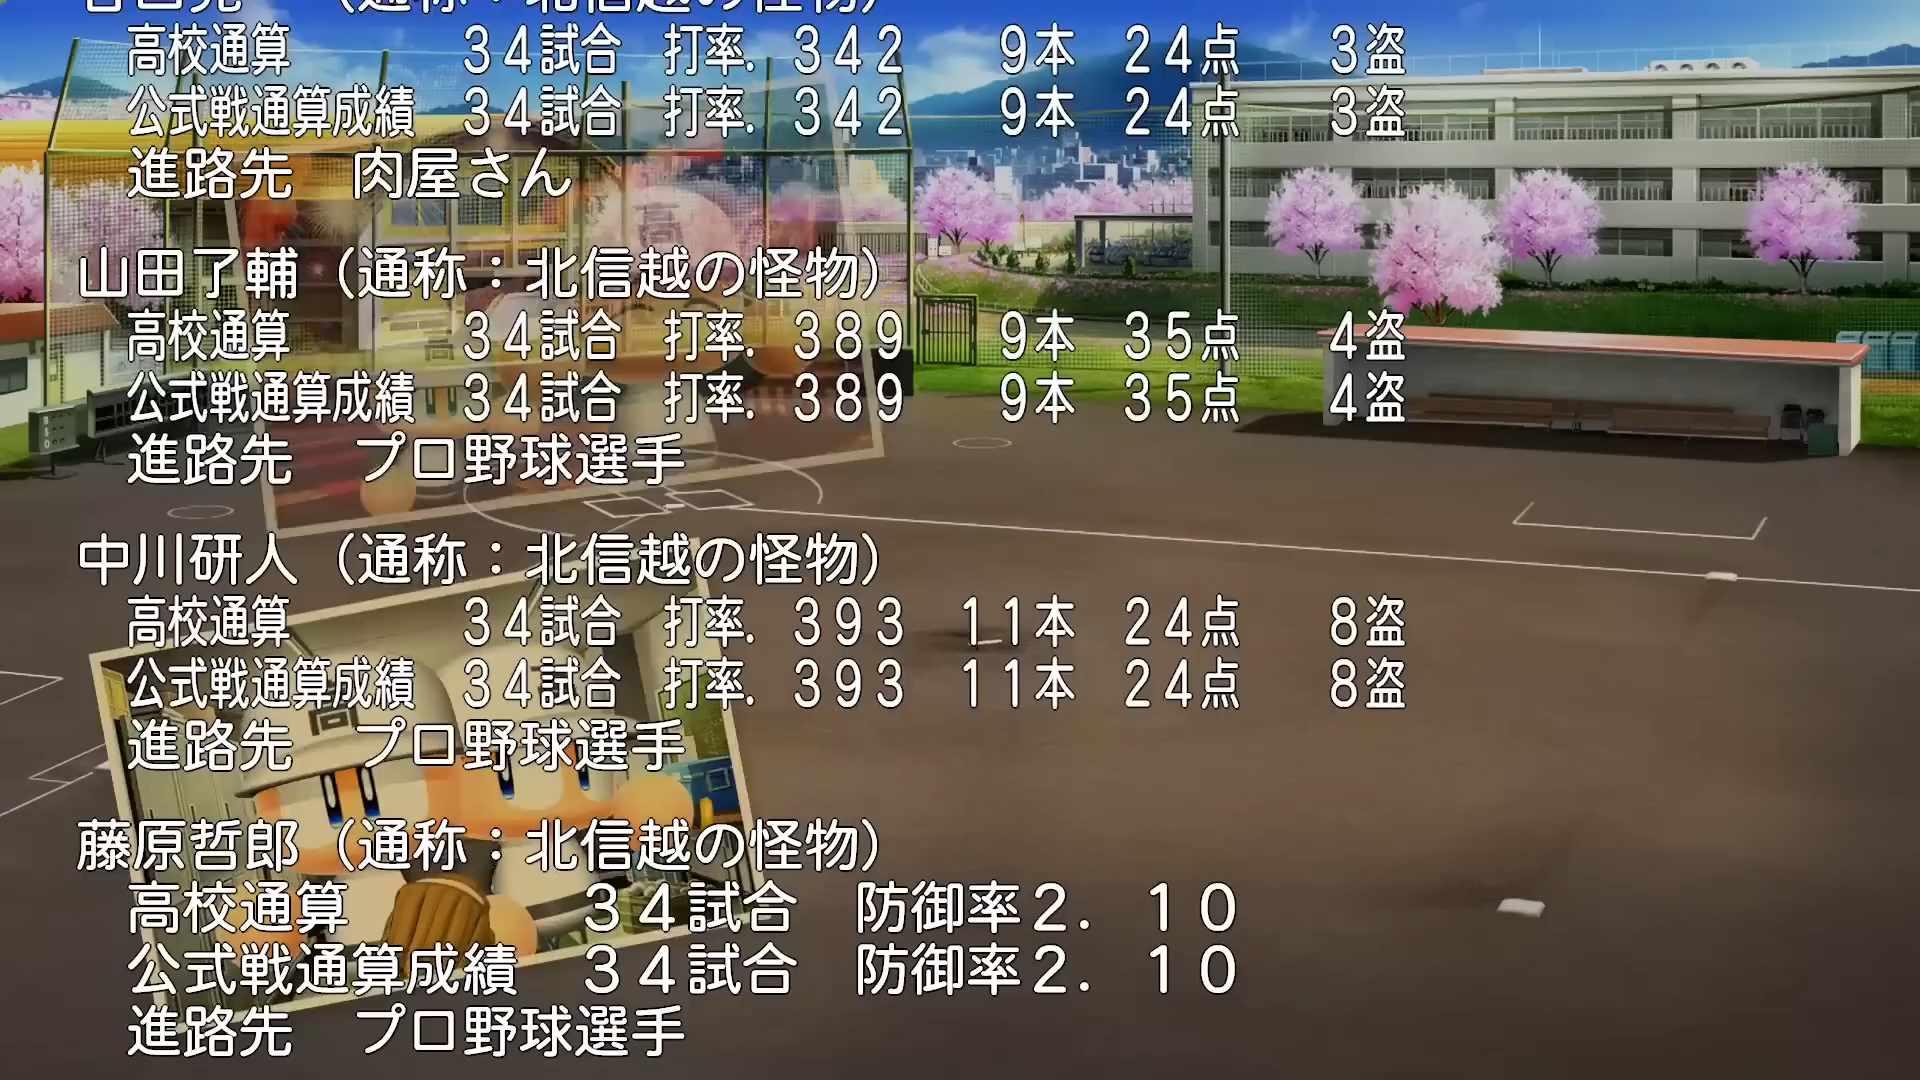 （通称：北信越の怪物）
高校通算　３４試合　打率．３４２　９本　２４点　３盗
公式戦通算成績　３４試合　打率．３４２　９本　２４点　３盗
進路先　肉屋さん
山田了輔（通称：北信越の怪物）
高校通算　３４試合　打率．３８９　９本　３５点　４盗
公式戦通算成績　３４試合　打率．３８９　９本　３５点　４盗
進路先　プロ野球選手
中川研人（通称：北信越の怪物）
高校通算　３４試合　打率．３９３　１１本　２４点　８盗
公式戦通算成績　３４試合　打率．３９３　１１本　２４点　８盗
進路先　プロ野球選手
藤原哲郎（通称：北信越の怪物）
高校通算　３４試合　防御率２．１０
公式戦通算成績　３４試合　防御率２．１０
進路先　プロ野球選手